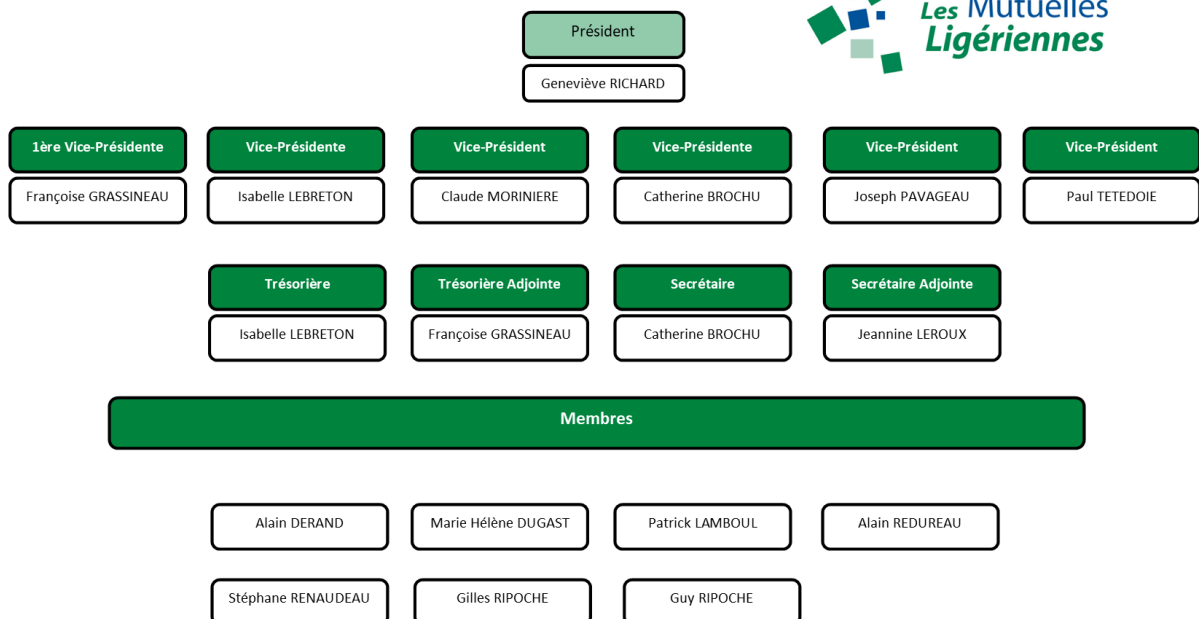 Les Mutuelles
Ligériennes
Président
Geneviève RICHARD
1ère Vice-Présidente
Vice-Présidente
Vice-Président
Vice-Présidente
Vice-Président
Vice-Président
Françoise GRASSINEAU
Isabelle LEBRETON
Claude MORINIERE
Catherine BROCHU
Joseph PAVAGEAU
Paul TETEDOIE
Trésorière
Trésorière Adjointe
Secrétaire
Secrétaire Adjointe
Isabelle LEBRETON
Françoise GRASSINEAU
Catherine BROCHU
Jeannine LEROUX
Membres
Alain DERAND
Marie Hélène DUGAST
Patrick LAMBOUL
Alain REDUREAU
Stéphane RENAUDEAU
Gilles RIPOCHE
Guy RIPOCHE